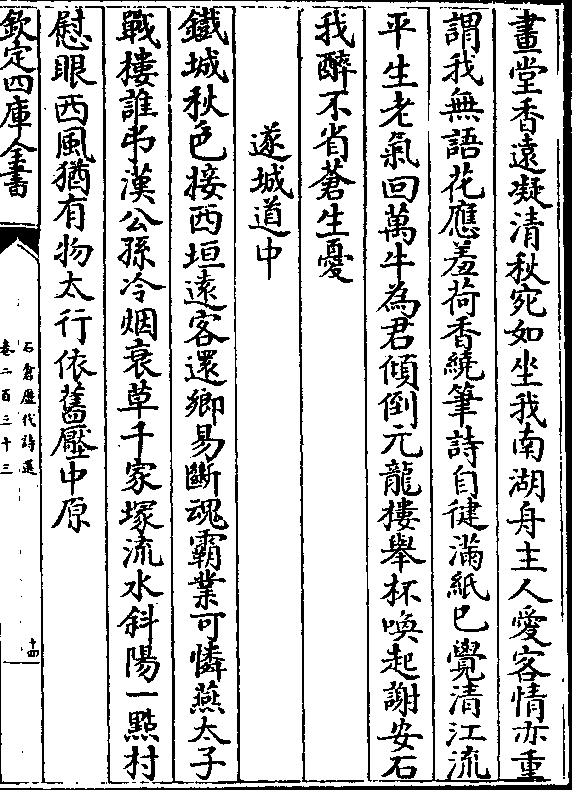 畫堂香遠凝清秋宛如坐我南湖舟主人愛客情亦重
謂我無語花應羞荷香繞筆詩自健滿紙已覺清江流
平生老氣回萬牛為君傾倒元龍樓舉杯喚起謝安石
我醉不省蒼生憂
遂城道中
鐵城秋色接西垣遠客還鄉易斷魂霸業可憐燕太子
戰樓誰弔漢公孫冷烟衰草千家塚流水斜陽一點村
慰眼西風猶有物太行依舊壓中原
欽定四庫全書
石倉歷代詩選
卷二百三十三
十四